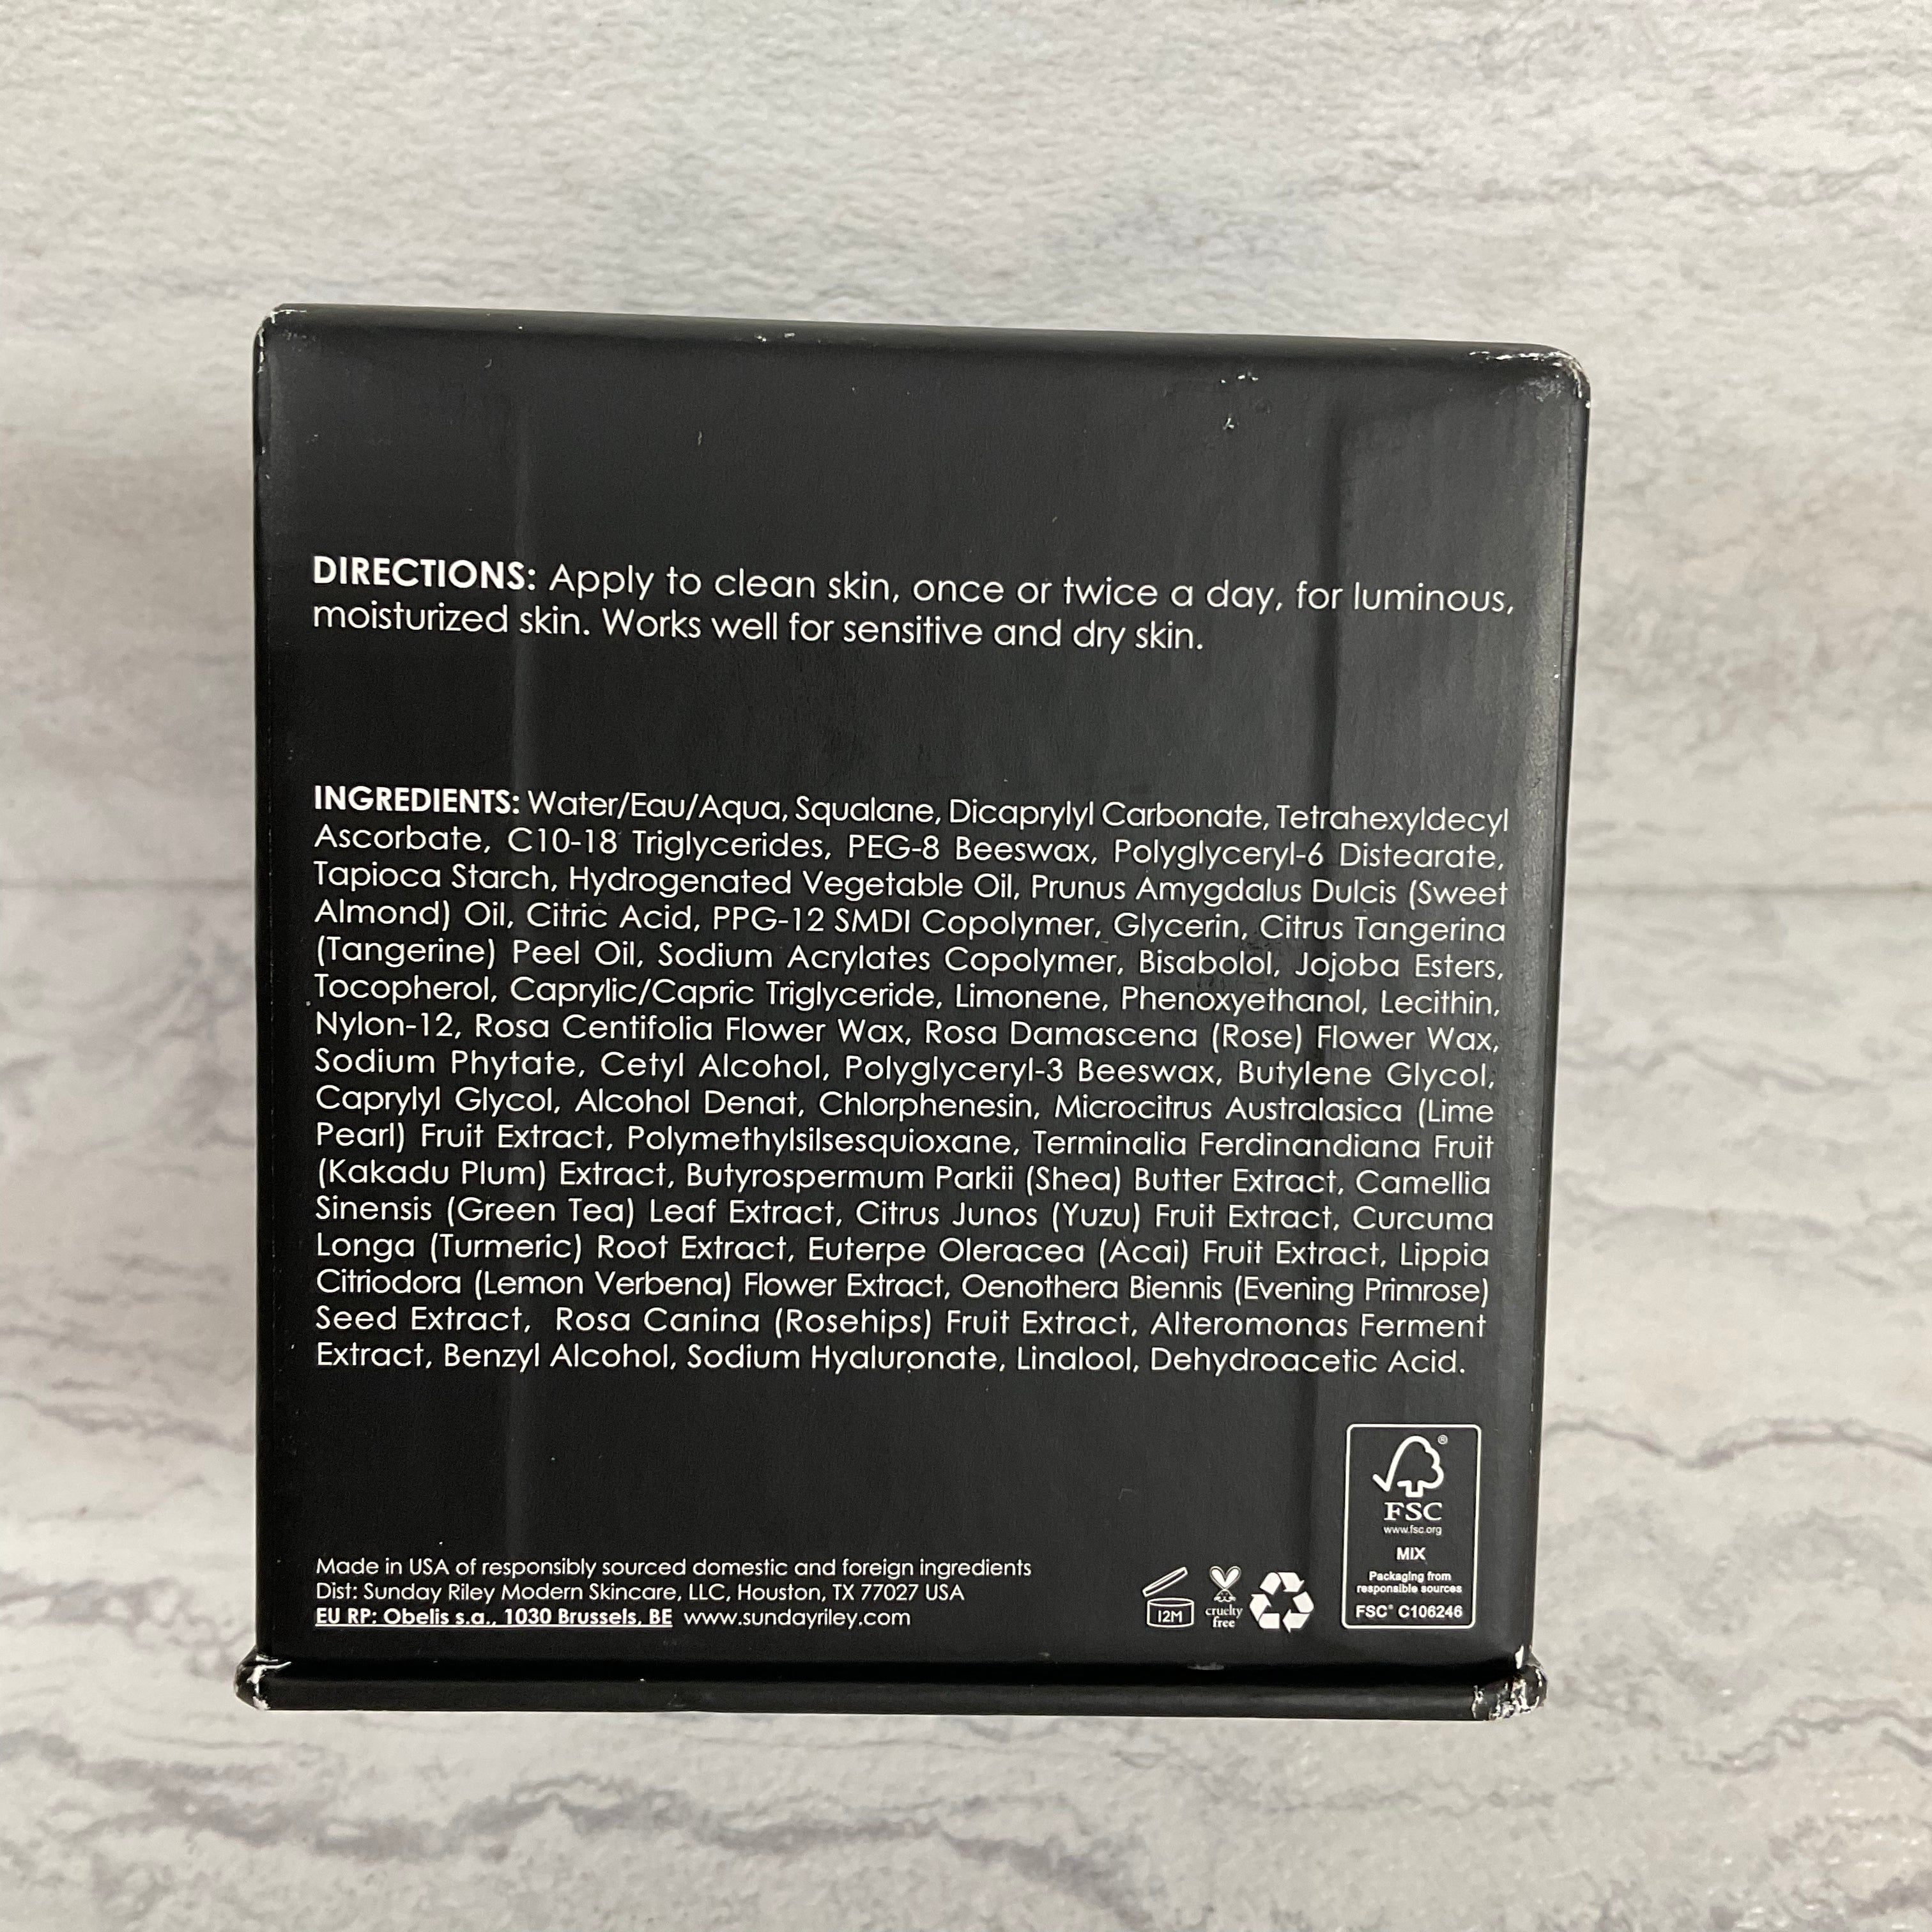 DIRECTIONS: Apply to clean skin, once or twice a day, for luminous,
moisturized skin. Works well for sensitive and dry skin.
INGREDIENTS: Water/Eau/Aqua, Squalane, Dicaprylyl Carbonate, Tetrahexyldecyl
Ascorbate, C10-18 Triglycerides, PEG-8 Beeswax, Polyglyceryl-6 Distearate,
Tapioca Starch, Hydrogenated Vegetable Oil, Prunus Amygdalus Dulcis (Sweet
Almond) Oil, Citric Acid, PPG-12 SMDI Copolymer, Glycerin, Citrus Tangerina
(Tangerine) Peel Oil, Sodium Acrylates Copolymer, Bisabolol, Jojoba Esters,
Tocopherol, Caprylic/Capric Triglyceride, Limonene, Phenoxyethanol, Lecithin,
Nylon-12, Rosa Centifolia Flower Wax, Rosa Damascena (Rose) Flower Wax,
Sodium Phytate, Cetyl Alcohol, Polyglyceryl-3 Beeswax, Butylene Glycol,
Caprylyl Glycol, Alcohol Denat, Chlorphenesin, Microcitrus Australasica (Lime
Pearl) Fruit Extract, Polymethylsilsesquioxane, Terminalia Ferdinandiana Fruit
(Kakadu Plum) Extract, Butyrospermum Parkii (Shea) Butter Extract, Camellia
Sinensis (Green Tea) Leaf Extract, Citrus Junos (Yuzu) Fruit Extract, Curcuma
Longa (Turmeric) Root Extract, Euterpe Oleracea (Acai) Fruit Extract, Lippia
Citriodora (Lemon Verbena) Flower Extract, Oenothera Biennis (Evening Primrose)
Seed Extract, Rosa Canina (Rosehips) Fruit Extract, Alteromonas Ferment
Extract, Benzyl Alcohol, Sodium Hyaluronate, Linalool, Dehydroacetic Acid.
Made in USA of responsibly sourced domestic and foreign ingredients
Dist: Sunday Riley Modern Skincare, LLC, Houston, TX 77027 USA
EU RP: Obelis s.a., 1030 Brussels, BE www.sundayriley.com
12M
cruelty
free
®
FSC
www.fsc.org
MIX
Packaging from
responsible sources
FSC® C106246